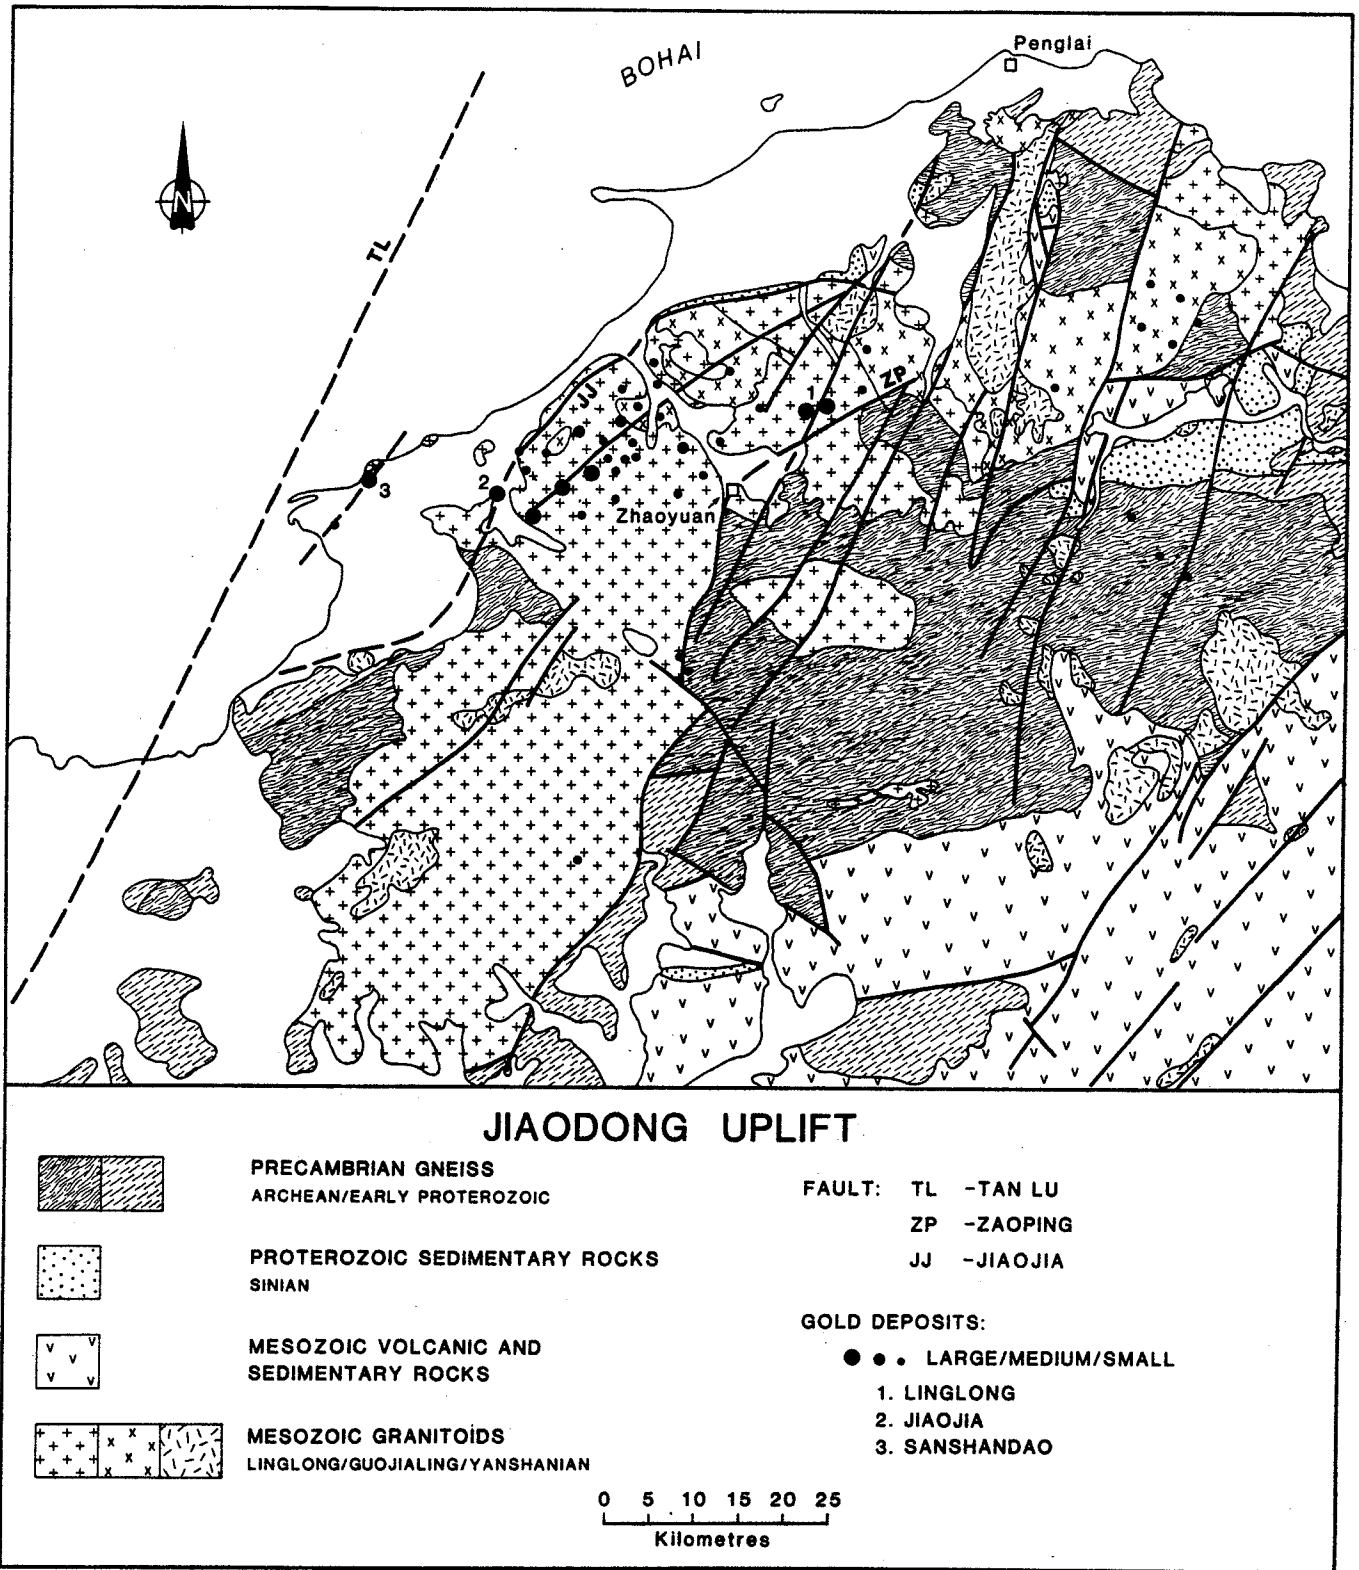 BOHAI
Penglai
N
TL
JJ
ZP
1
2
3
Zhaoyuan
JIAODONG UPLIFT
PRECAMBRIAN GNEISS
ARCHEAN/EARLY PROTEROZOIC
PROTEROZOIC SEDIMENTARY ROCKS
SINIAN
MESOZOIC VOLCANIC AND
SEDIMENTARY ROCKS
MESOZOIC GRANITOIDS
LINGLONG/GUOJIALING/YANSHANIAN
FAULT: TL -TAN LU
ZP -ZAOPING
JJ -JIAOJIA
GOLD DEPOSITS:
LARGE/MEDIUM/SMALL
1. LINGLONG
2. JIAOJIA
3. SANSHANDAO
0 5 10 15 20 25
Kilometres